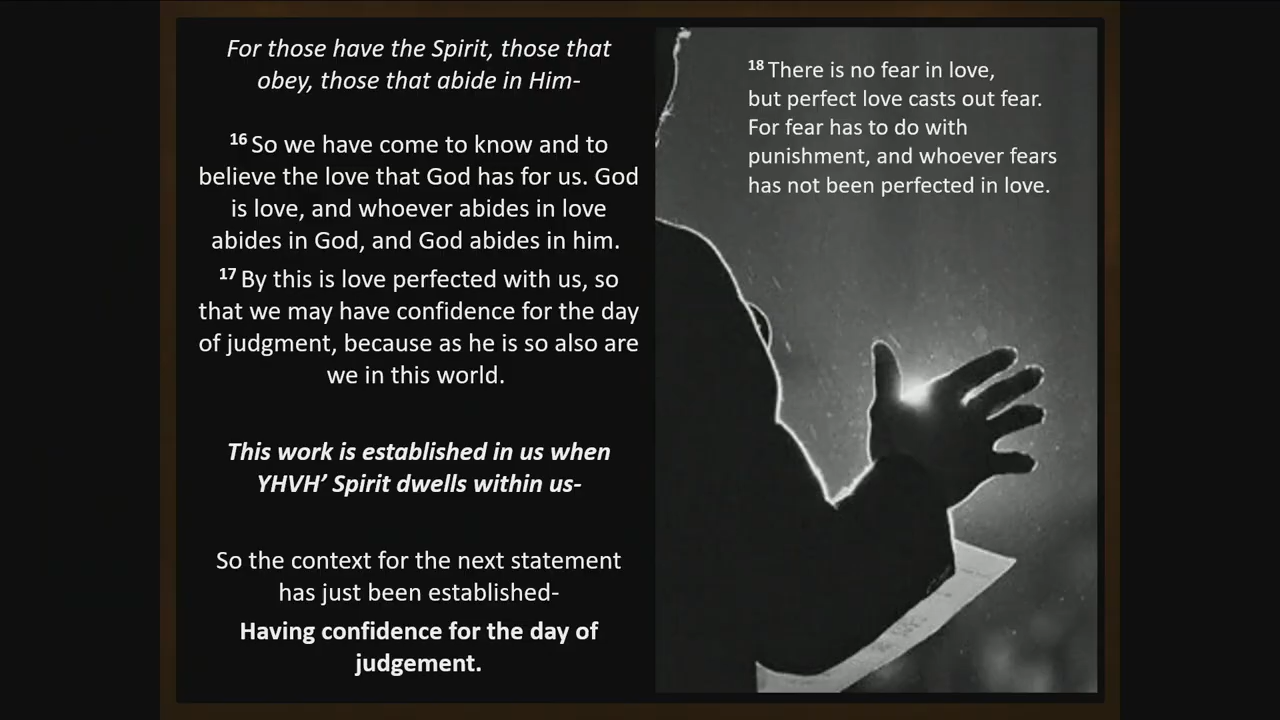 For those have the Spirit, those that
obey, those that abide in Him-
16 So we have come to know and to
believe the love that God has for us. God
is love, and whoever abides in love
abides in God, and God abides in him.
17 By this is love perfected with us, so
that we may have confidence for the day
of judgment, because as he is so also are
we in this world.
This work is established in us when
YHVH’ Spirit dwells within us-
So the context for the next statement
has just been established-
Having confidence for the day of
judgement.
18 There is no fear in love,
but perfect love casts out fear.
For fear has to do with
punishment, and whoever fears
has not been perfected in love.